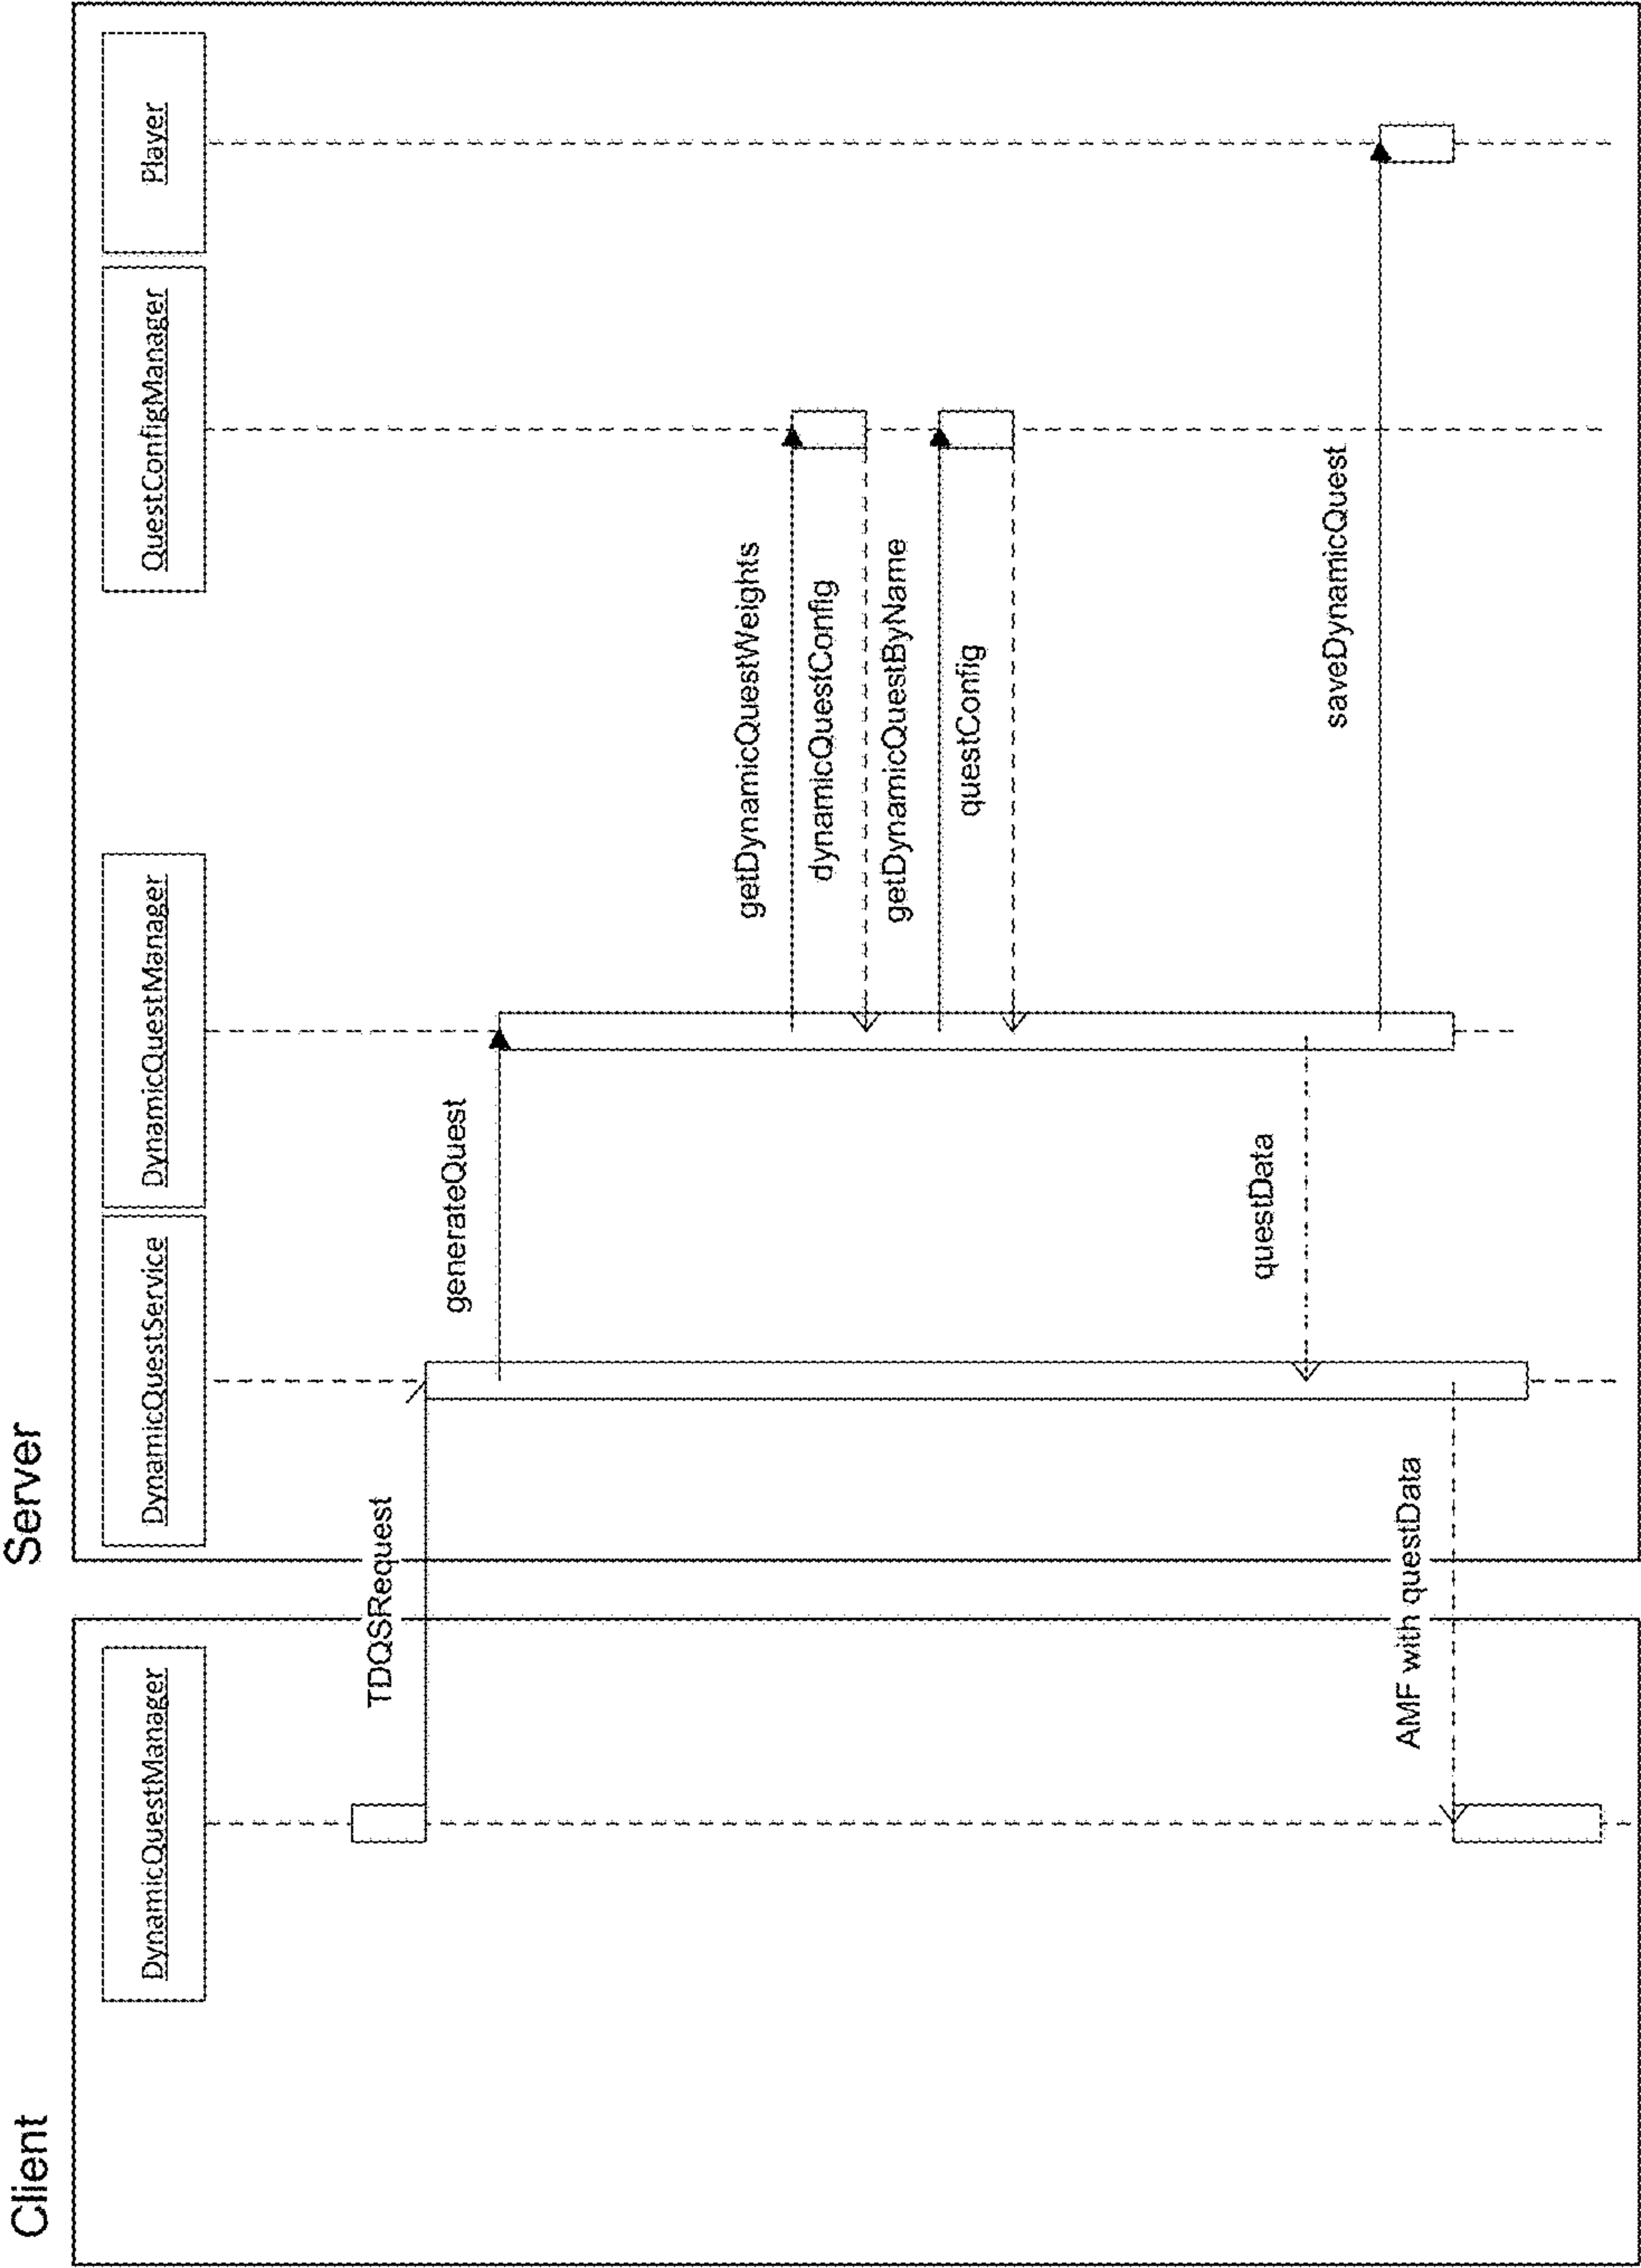 Client
Server
DynamicQuestManager
DynamicQuestService
DynamicQuestManager
QuestConfigManager
Player
TDQSRequest
generateQuest
getDynamicQuestWeights
dynamicQuestConfig
getDynamicQuestByName
questConfig
questData
saveDynamicQuest
AMF with questData